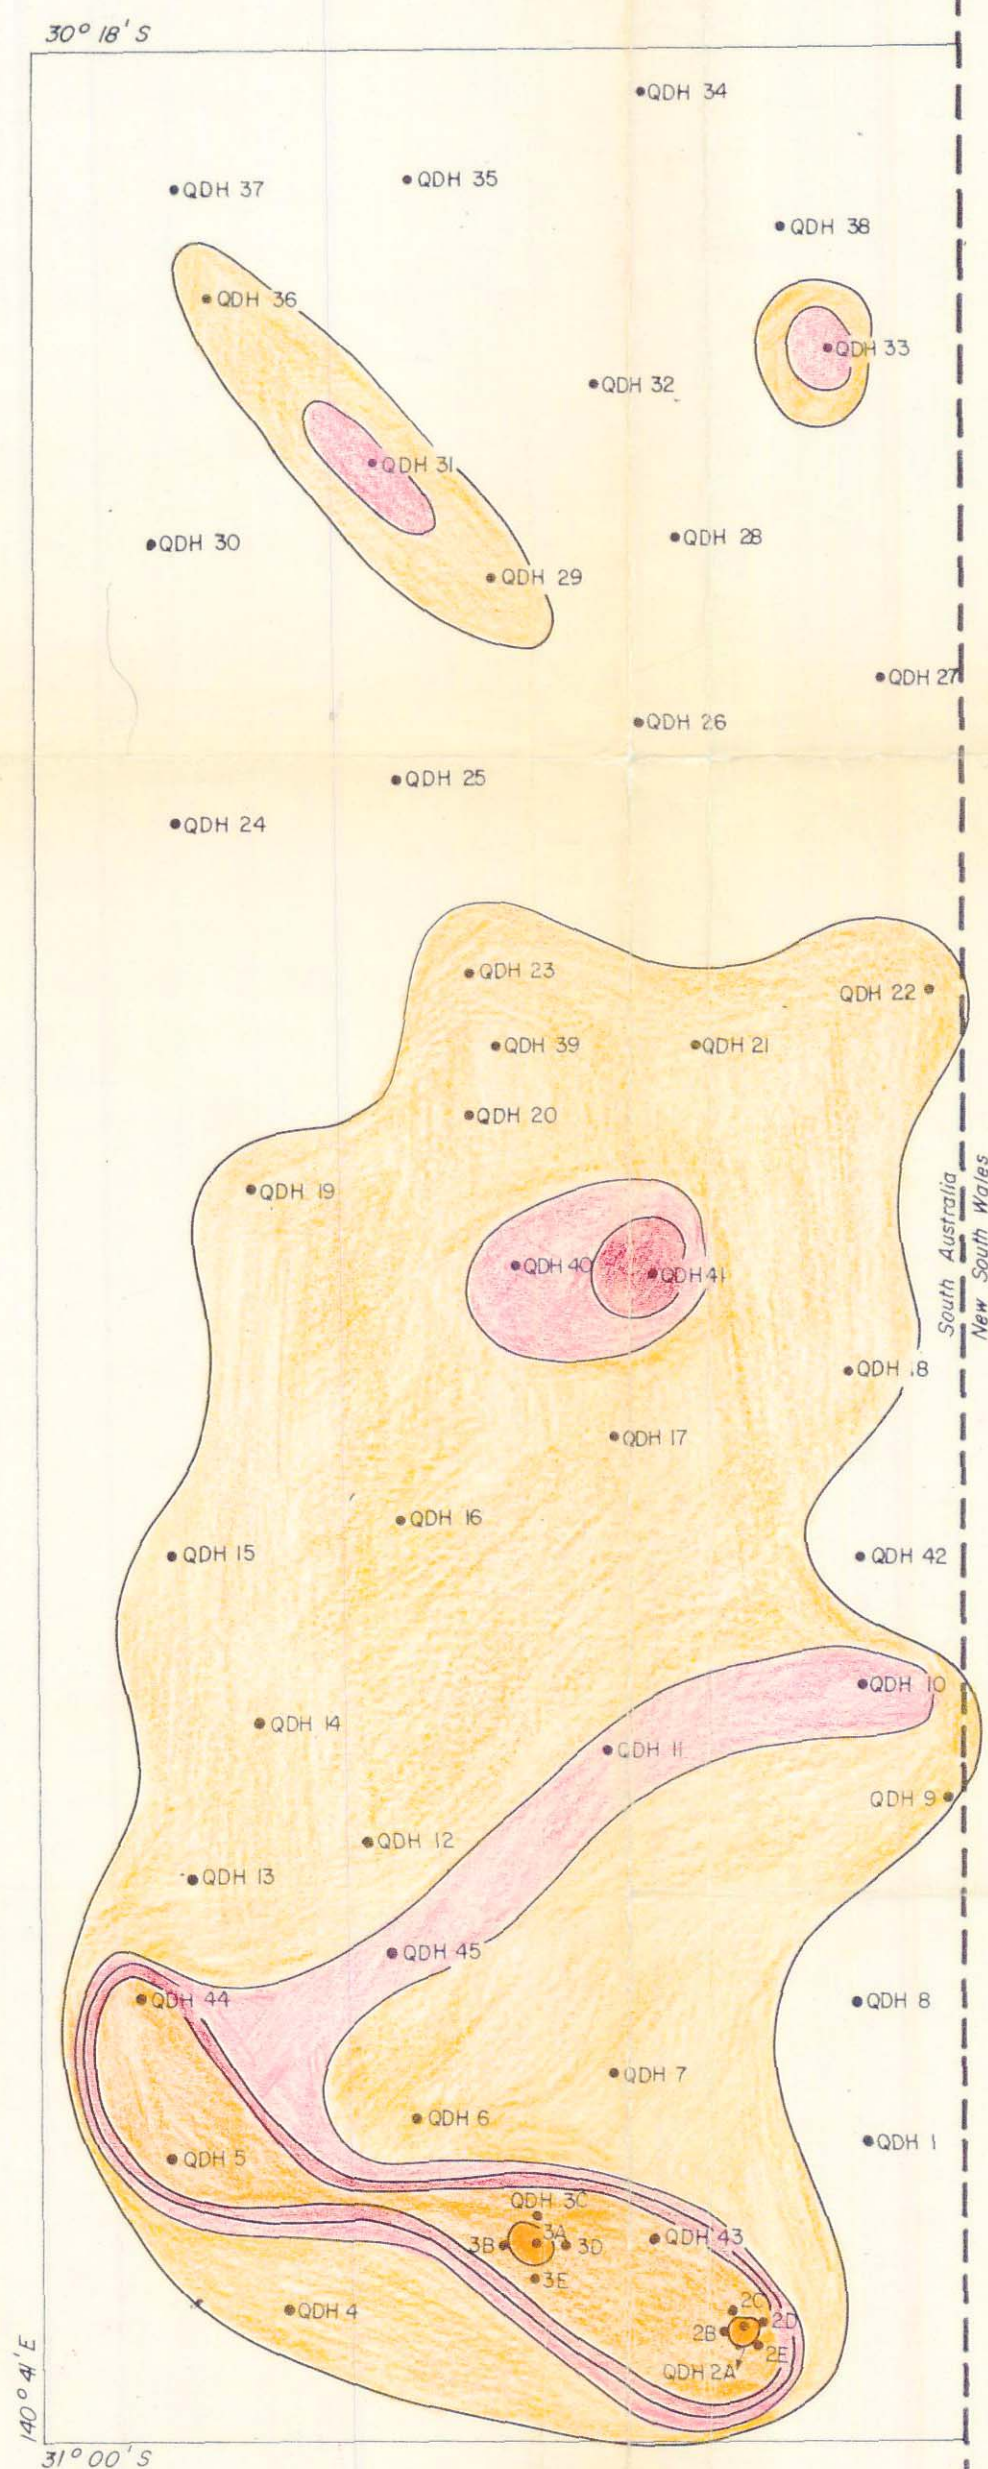 30° 18' S
QDH 34
QDH 35
QDH 37
QDH 38
QDH 36
QDH 33
QDH 32
QDH 31
QDH 28
QDH 30
QDH 29
QDH 27
QDH 26
QDH 25
QDH 24
QDH 23
QDH 22
QDH 39
QDH 21
QDH 20
QDH 19
South Australia
New South Wales
QDH 40
QDH 41
QDH 18
QDH 17
QDH 16
QDH 15
QDH 42
QDH 10
QDH 14
QDH 11
QDH 9
QDH 12
QDH 13
QDH 45
QDH 44
QDH 8
QDH 7
QDH 6
QDH 1
QDH 5
QDH 3C
3A
QDH 43
3B
3D
3E
2C
QDH 4
2D
2B
2E
QDH 2A
140° 41' E
31° 00' S